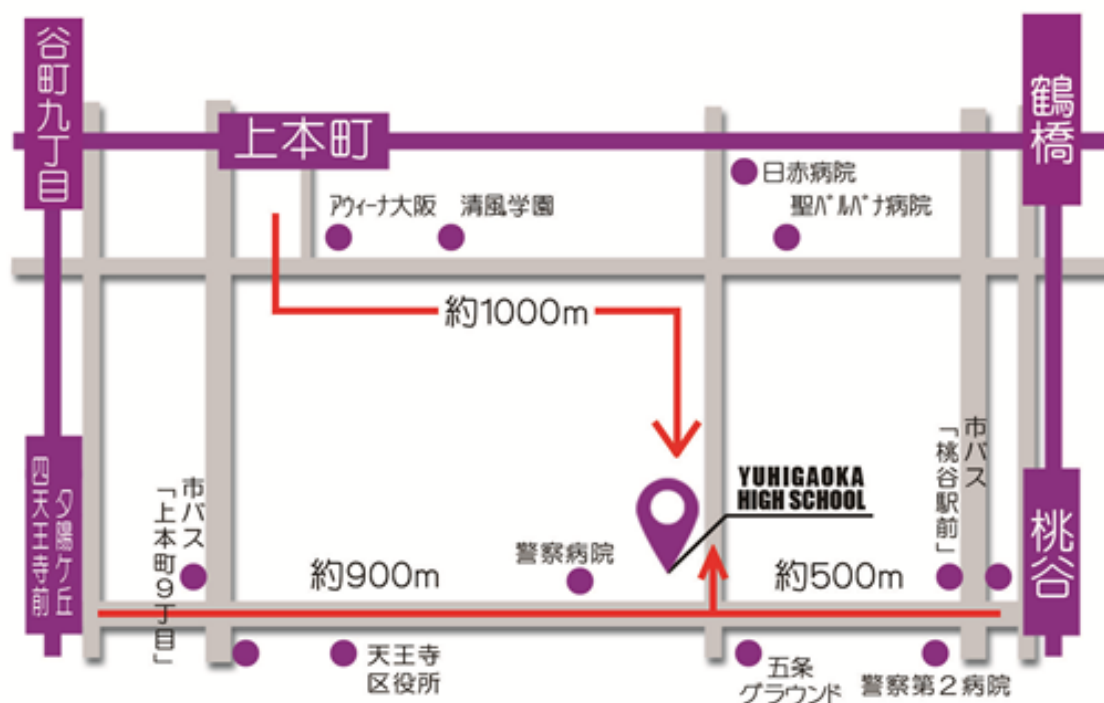 谷町九丁目
上本町
鶴橋
日赤病院
アウィーナ大阪
清風学園
聖バルバナ病院
約1000m
四天王寺前
夕陽ケ丘
市バス
「上本町9丁目」
YUHIGAOKA
HIGH SCHOOL
市バス
「桃谷駅前」
桃谷
警察病院
約900m
約500m
天王寺
区役所
五条
グラウンド
警察第2病院